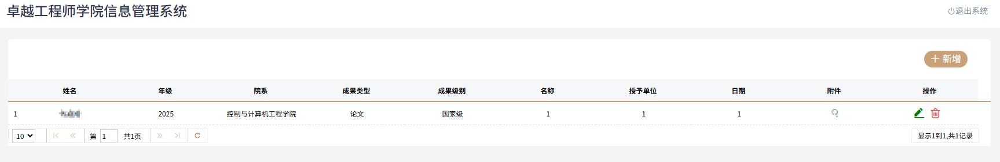 卓越工程师学院信息管理系统
退出系统
新增
姓名 年级 院系 成果类型 成果级别 名称 授予单位 日期 附件 操作
1 2025 控制与计算机工程学院 论文 国家级 1 1 1
10 第 1 共1页
显示1到1,共1记录